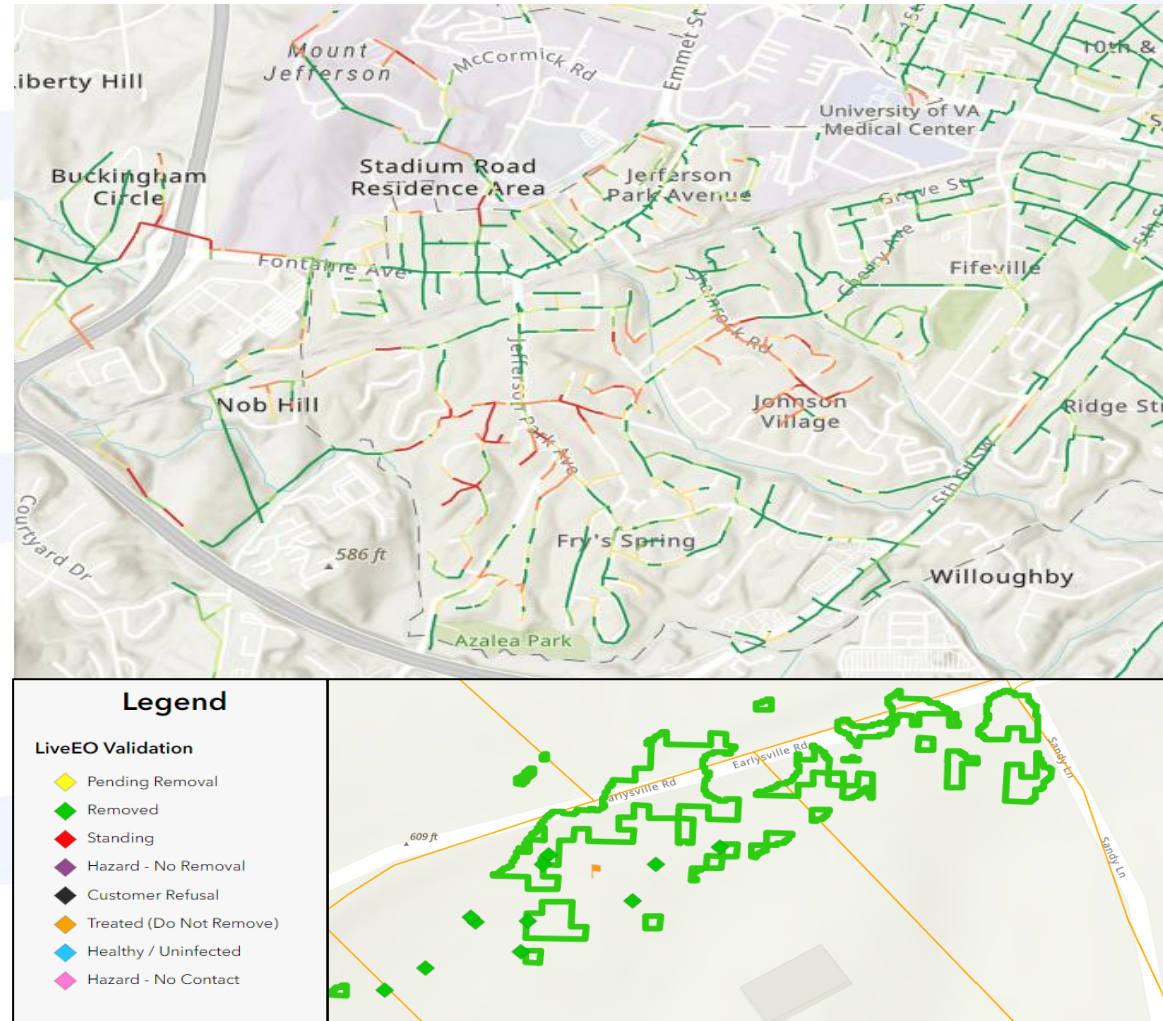 Mount
Jefferson
McCormick Rd
Emmet St
15th
10th &
Liberty Hill
University of VA
Medical Center
Buckingham
Circle
Stadium Road
Residence Area
Jefferson
Park Avenue
Grove St
5th St
Fontaine Ave
Cherry Ave
Fifeville
Shamrock Rd
Jefferson Park Ave
Nob Hill
Johnson
Village
Ridge Str
5th St SW
Courtyard Dr
586 ft
Fry's Spring
Willoughby
Azalea Park
Legend
LiveEO Validation
Pending Removal
Removed
Standing
Hazard - No Removal
Customer Refusal
Treated (Do Not Remove)
Healthy / Uninfected
Hazard - No Contact
Earlysville Rd
Earlysville Rd
Sandy Ln
Sandy Ln
609 ft